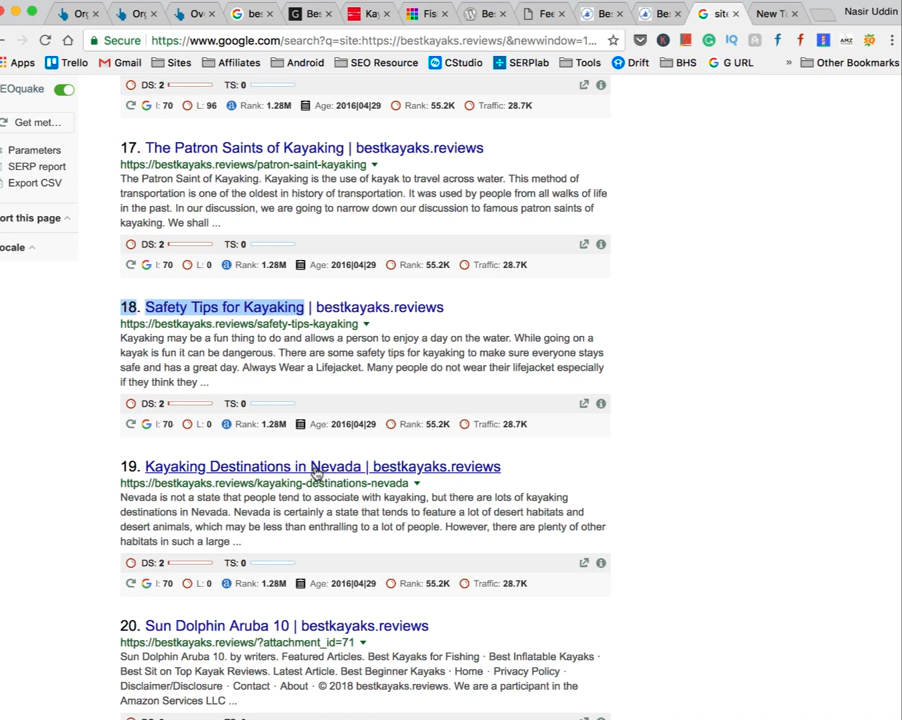 Org
Org
Ove
bes
Bes
Kay
Fis
Bes
Fee
Bes
Bes
site
New T
Nasir Uddin
Secure
https://www.google.com/search?q=site:https://bestkayaks.reviews/&newwindow=1...
Apps
Trello
Gmail
Sites
Affiliates
Android
SEO Resource
CStudio
SERPlab
Tools
Drift
BHS
G URL
»
Other Bookmarks
EOquake
Get met...
Parameters
SERP report
Export CSV
ort this page
ocale
DS: 2 TS: 0
I: 70 L: 96 Rank: 1.28M Age: 2016|04|29 Rank: 55.2K Traffic: 28.7K
17. The Patron Saints of Kayaking | bestkayaks.reviews
https://bestkayaks.reviews/patron-saint-kayaking
The Patron Saint of Kayaking. Kayaking is the use of kayak to travel across water. This method of
transportation is one of the oldest in history of transportation. It was used by people from all walks of life
in the past. In our discussion, we are going to narrow down our discussion to famous patron saints of
kayaking. We shall ...
DS: 2 TS: 0
I: 70 L: 0 Rank: 1.28M Age: 2016|04|29 Rank: 55.2K Traffic: 28.7K
18. Safety Tips for Kayaking | bestkayaks.reviews
https://bestkayaks.reviews/safety-tips-kayaking
Kayaking may be a fun thing to do and allows a person to enjoy a day on the water. While going on a
kayak is fun it can be dangerous. There are some safety tips for kayaking to make sure everyone stays
safe and has a great day. Always Wear a Lifejacket. Many people do not wear their lifejacket especially
if they think they ...
DS: 2 TS: 0
I: 70 L: 0 Rank: 1.28M Age: 2016|04|29 Rank: 55.2K Traffic: 28.7K
19. Kayaking Destinations in Nevada | bestkayaks.reviews
https://bestkayaks.reviews/kayaking-destinations-nevada
Nevada is not a state that people tend to associate with kayaking, but there are lots of kayaking
destinations in Nevada. Nevada is certainly a state that tends to feature a lot of desert habitats and
desert animals, which may be less than enthralling to a lot of people. However, there are plenty of other
habitats in such a large ...
DS: 2 TS: 0
I: 70 L: 0 Rank: 1.28M Age: 2016|04|29 Rank: 55.2K Traffic: 28.7K
20. Sun Dolphin Aruba 10 | bestkayaks.reviews
https://bestkayaks.reviews/?attachment_id=71
Sun Dolphin Aruba 10. by writers. Featured Articles. Best Kayaks for Fishing · Best Inflatable Kayaks ·
Best Sit on Top Kayak Reviews. Latest Article. Best Beginner Kayaks · Home · Privacy Policy ·
Disclaimer/Disclosure · Contact · About · © 2018 bestkayaks.reviews. We are a participant in the
Amazon Services LLC ...